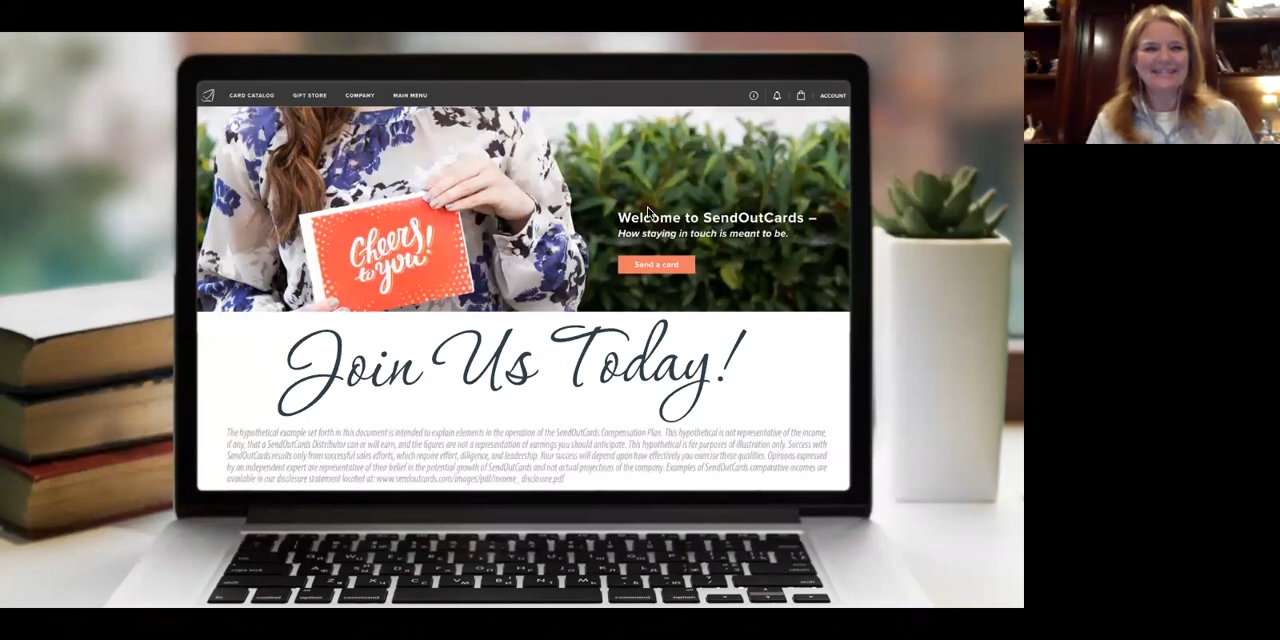 CARD CATALOG GIFT STORE COMPANY MAIN MENU ACCOUNT
Cheers
to you!
Welcome to SendOutCards –
How staying in touch is meant to be.
Send a card
Join Us Today!
The hypothetical example set forth in this document is intended to explain elements in the operation of the SendOutCards Compensation Plan. This hypothetical is not representative of the income,
if any, that a SendOutCards Distributor can or will earn, and the figures are not a representation of earnings you should anticipate. This hypothetical is for purposes of illustration only. Success with
SendOutCards results only from successful sales efforts, which require effort, diligence, and leadership. Your success will depend upon how effectively you exercise these qualities. Opinions expressed
by an independent expert are representative of their belief in the potential growth of SendOutCards and not actual projections of the company. Examples of SendOutCards comparative incomes are
available in our disclosure statement located at: www.sendoutcards.com/images/pdf/income_disclosure.pdf
command option
command option